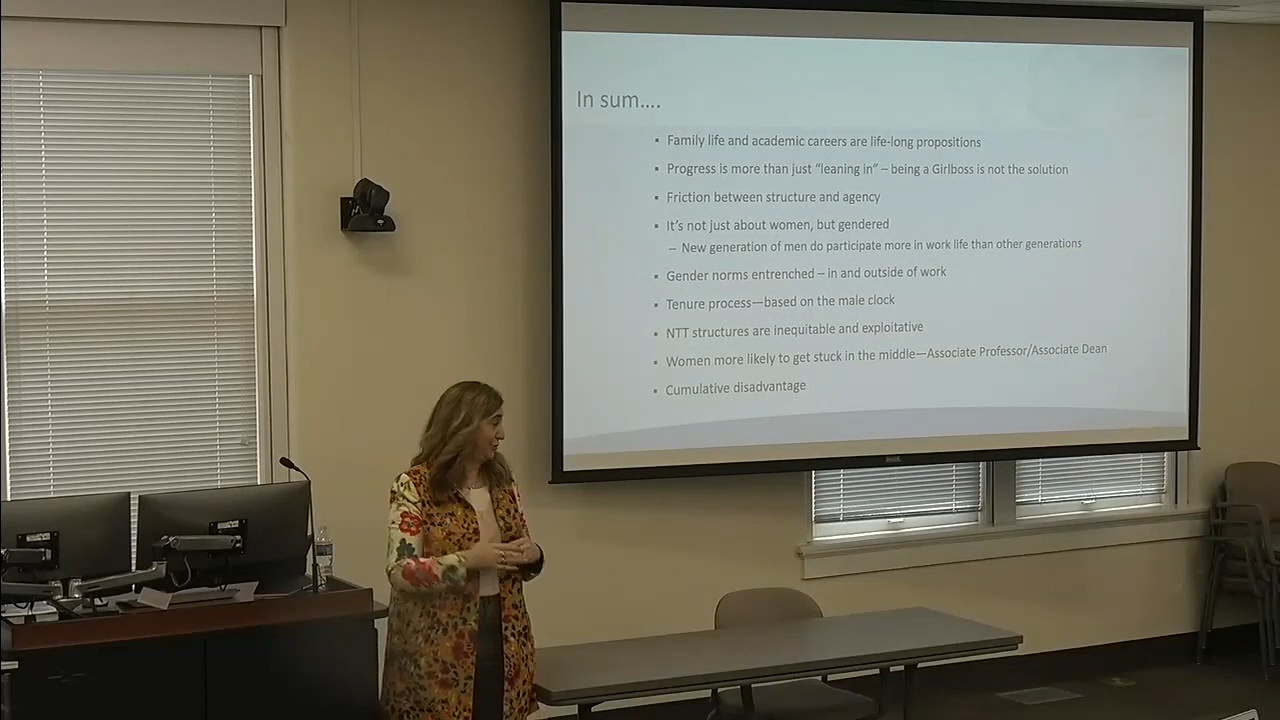 In sum....
▪ Family life and academic careers are life-long propositions
▪ Progress is more than just “leaning in” – being a Girlboss is not the solution
▪ Friction between structure and agency
▪ It’s not just about women, but gendered
– New generation of men do participate more in work life than other generations
▪ Gender norms entrenched – in and outside of work
▪ Tenure process—based on the male clock
▪ NTT structures are inequitable and exploitative
▪ Women more likely to get stuck in the middle—Associate Professor/Associate Dean
▪ Cumulative disadvantage